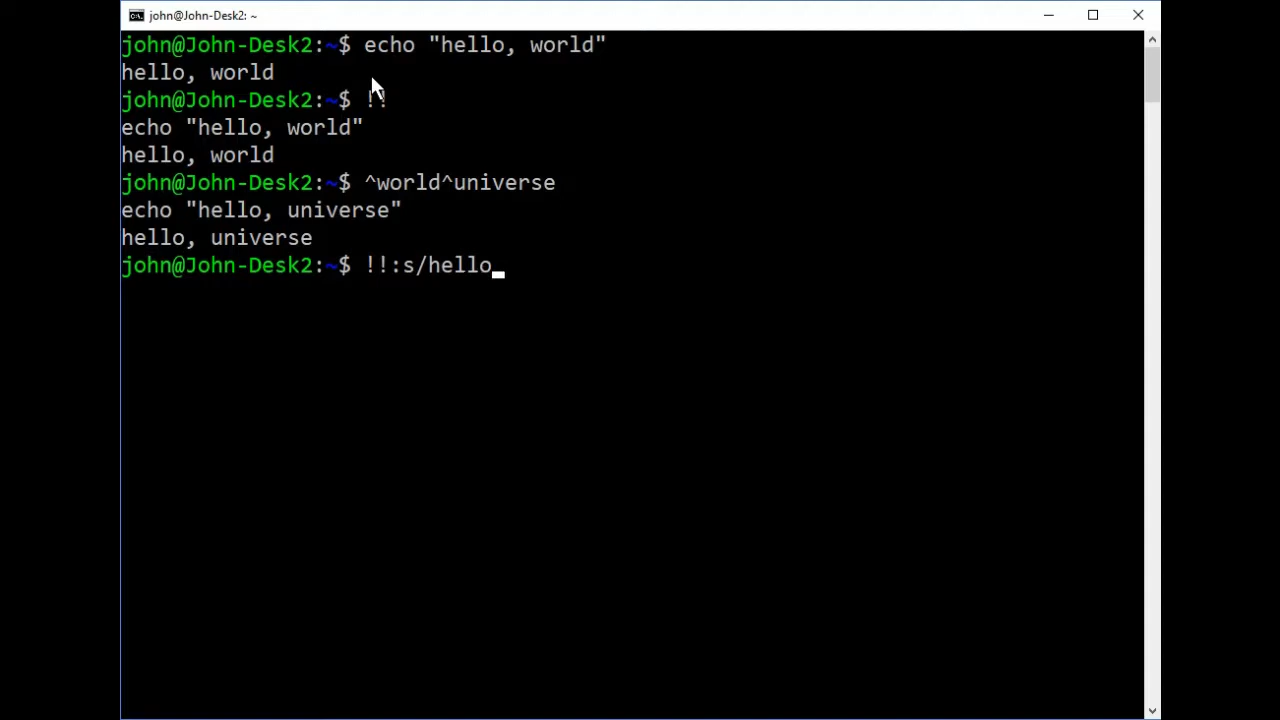 john@John-Desk2: ~
john@John-Desk2:~$ echo "hello, world"
hello, world
john@John-Desk2:~$ !!
echo "hello, world"
hello, world
john@John-Desk2:~$ ^world^universe
echo "hello, universe"
hello, universe
john@John-Desk2:~$ !!:s/hello